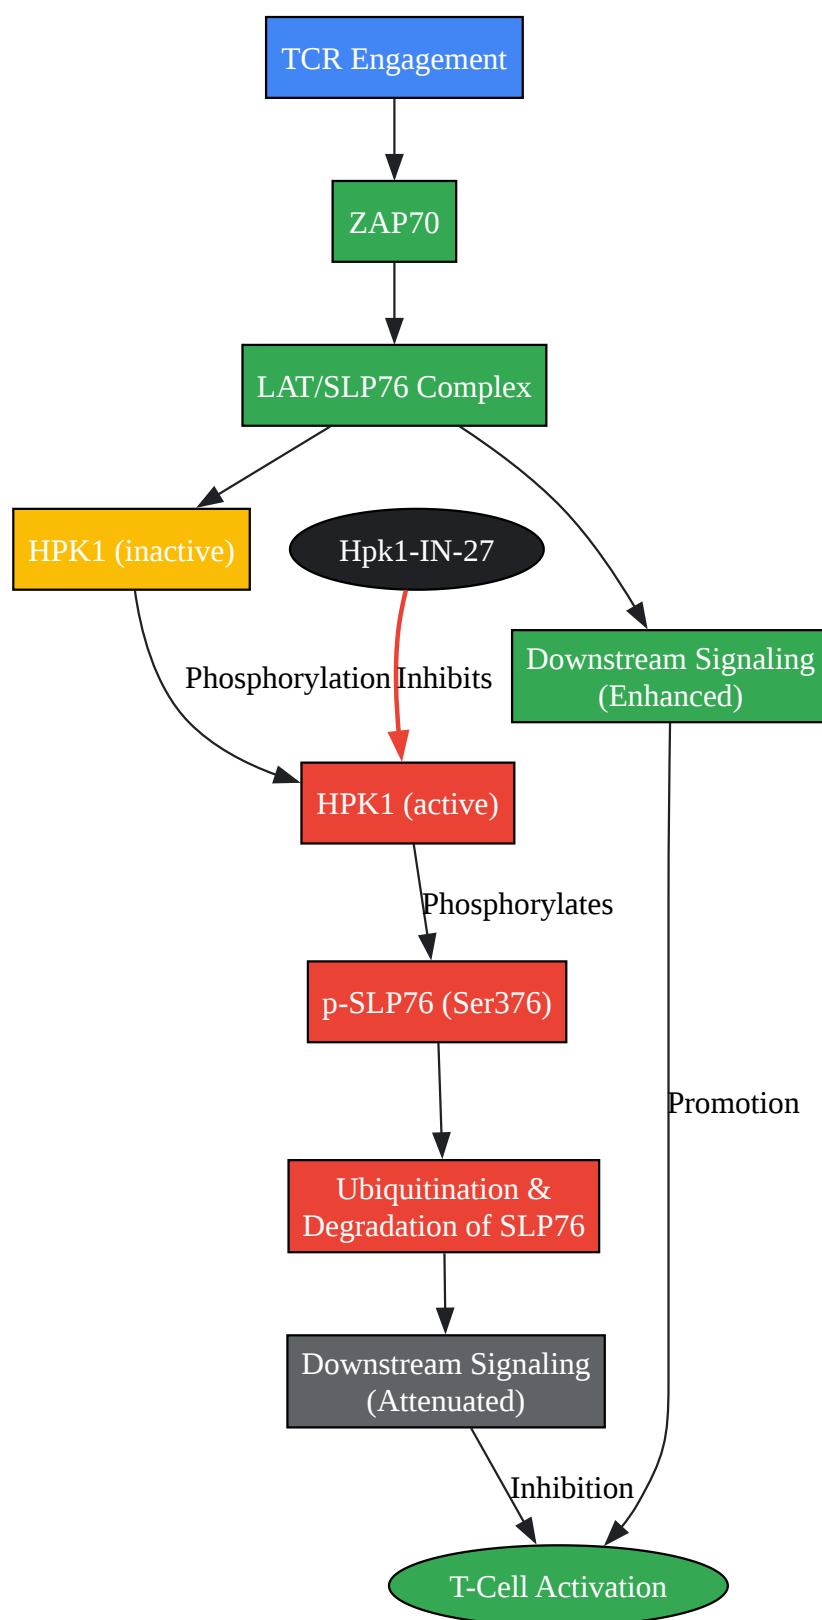 TCR Engagement
ZAP70
LAT/SLP76 Complex
HPK1 (inactive)
Hpk1-IN-27
Downstream Signaling
(Enhanced)
Phosphorylation
Inhibits
HPK1 (active)
Phosphorylates
p-SLP76 (Ser376)
Promotion
Ubiquitination &
Degradation of SLP76
Downstream Signaling
(Attenuated)
Inhibition
T-Cell Activation